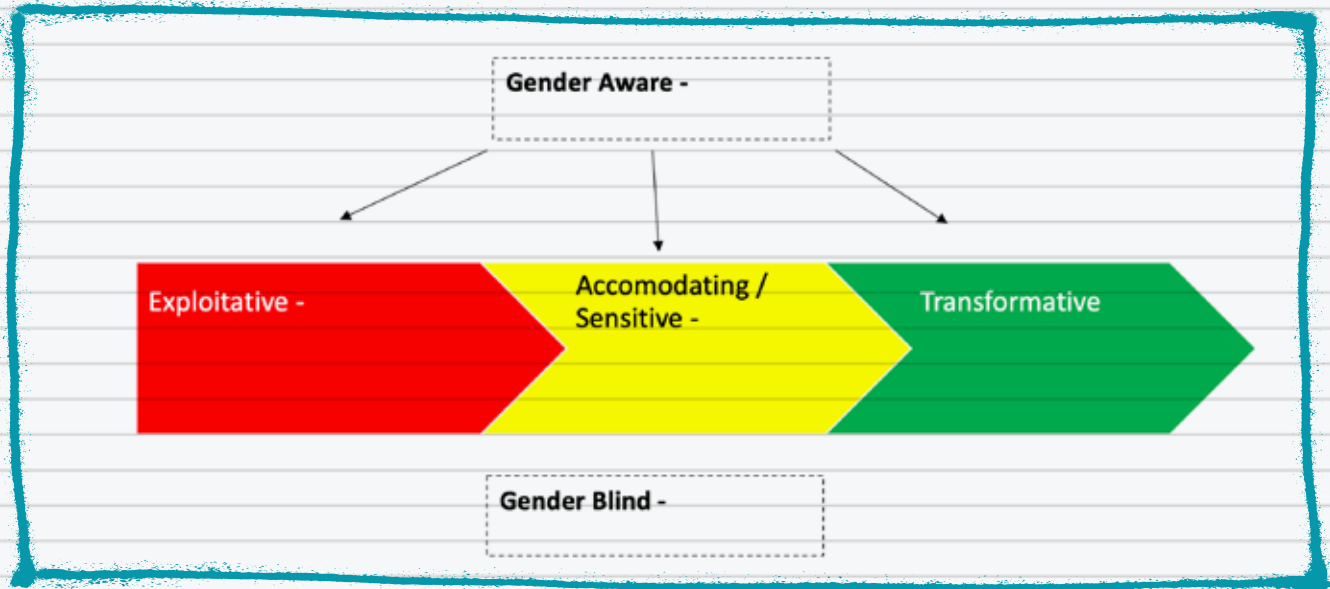 Gender Aware -
Exploitative -
Accomodating /
Sensitive -
Transformative
Gender Blind -